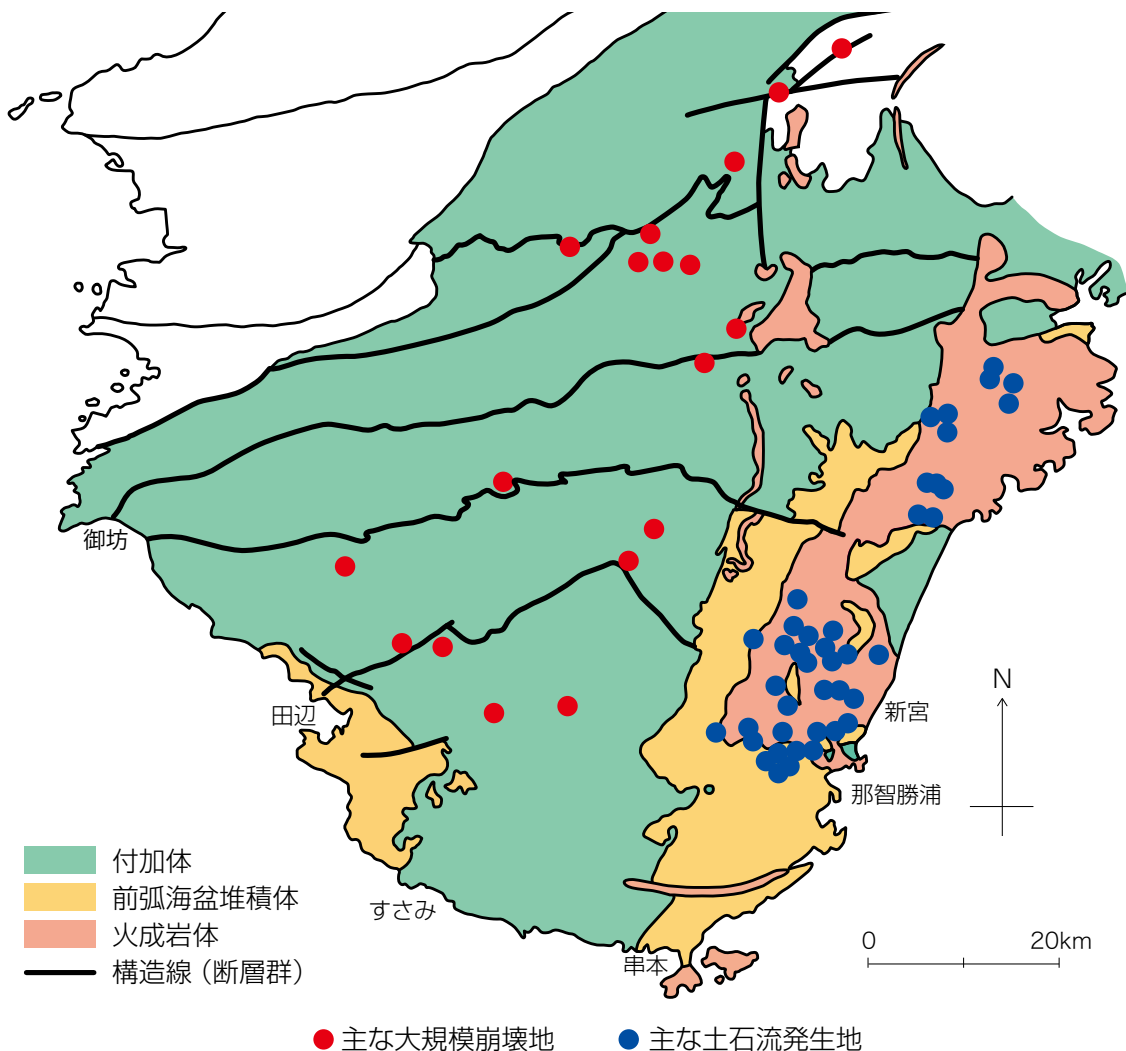 御坊
田辺
すさみ
串本
新宮
那智勝浦
N
付加体
前弧海盆堆積体
火成岩体
構造線（断層群）
0 20km
主な大規模崩壊地 主な土石流発生地